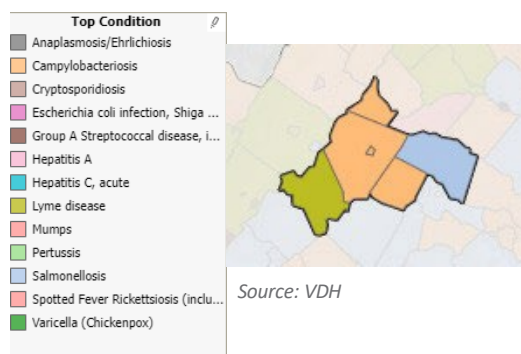 Top Condition
Anaplasmosis/Ehrlichiosis
Campylobacteriosis
Cryptosporidiosis
Escherichia coli infection, Shiga ...
Group A Streptococcal disease, i...
Hepatitis A
Hepatitis C, acute
Lyme disease
Mumps
Pertussis
Salmonellosis
Spotted Fever Rickettsiosis (inclu...
Varicella (Chickenpox)
Source: VDH